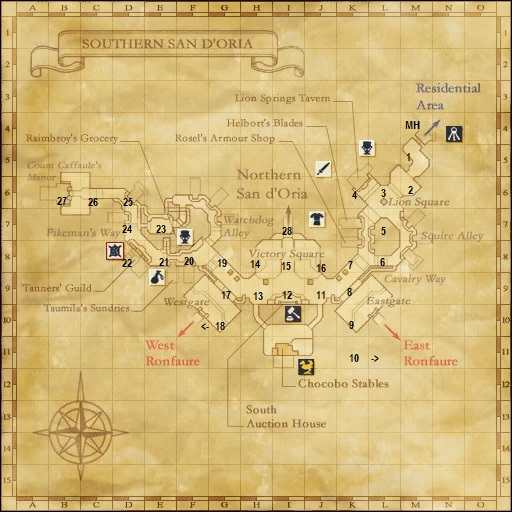 A B C D E F G H I J K L M N O
SOUTHERN SAN D'ORIA
1
2
3
4
5
6
7
8
9
10
11
12
13
14
15
Residential
Area
Lion Springs Tavern
MH
Helbort's Blades
Raimbroy's Grocery
Rosel's Armour Shop
1
Count Caffaule's
Manor
Northern
San d'Oria
2
3
4
Lion Square
27
26
25
24
23
Watchdog
Alley
28
5
Squire Alley
Pikeman's Way
Victory Square
22
21
20
19
14
15
16
7
6
Tanners' Guild
Cavalry Way
Taumila's Sundries
Westgate
17
13
12
11
8
Eastgate
<- 18
9
West
Ronfaure
East
Ronfaure
10 ->
Chocobo Stables
South
Auction House
A B C D E F G H I J K L M N O